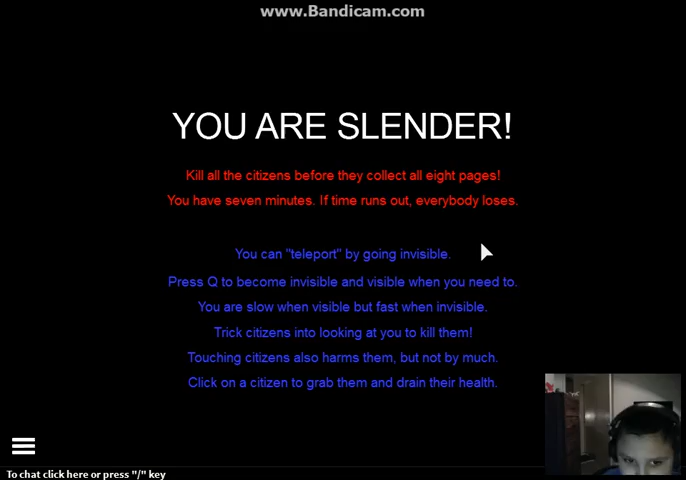 www.Bandicam.com
YOU ARE SLENDER!
Kill all the citizens before they collect all eight pages!
You have seven minutes. If time runs out, everybody loses.
You can "teleport" by going invisible.
Press Q to become invisible and visible when you need to.
You are slow when visible but fast when invisible.
Trick citizens into looking at you to kill them!
Touching citizens also harms them, but not by much.
Click on a citizen to grab them and drain their health.
To chat click here or press "/" key